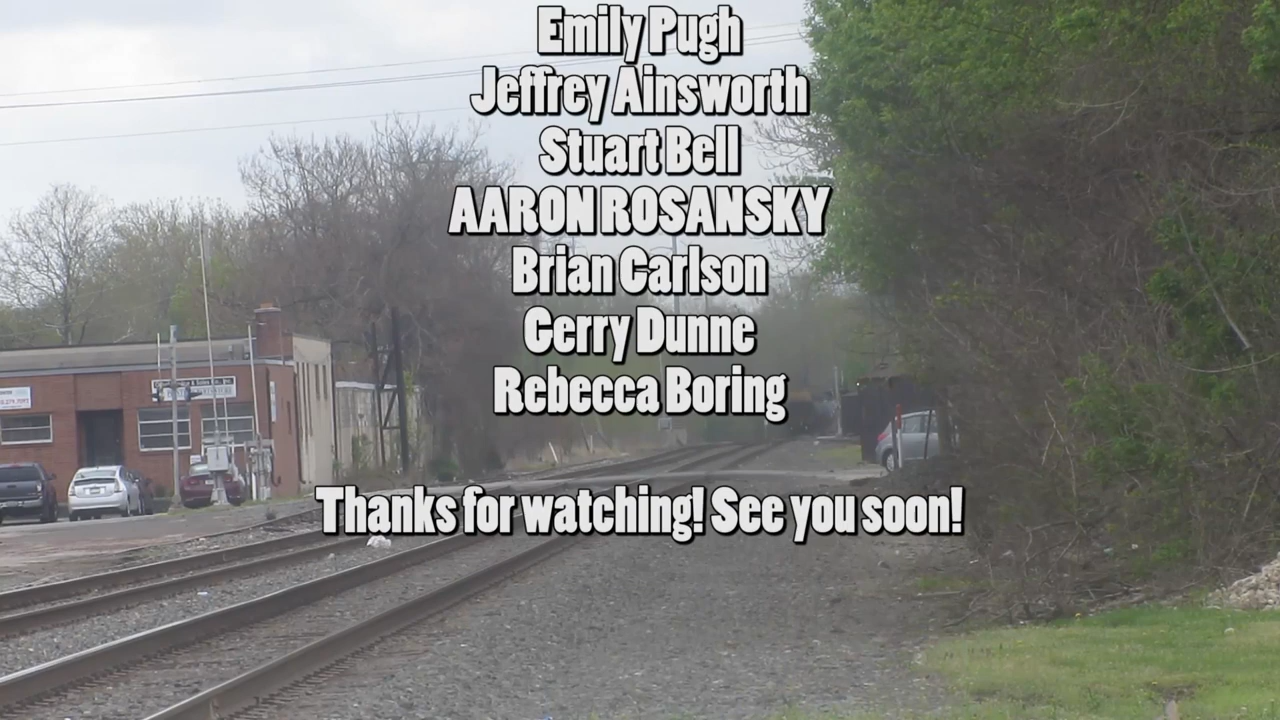 Emily Pugh
Jeffrey Ainsworth
Stuart Bell
AARON ROSANSKY
Brian Carlson
Gerry Dunne
Rebecca Boring
Thanks for watching! See you soon!